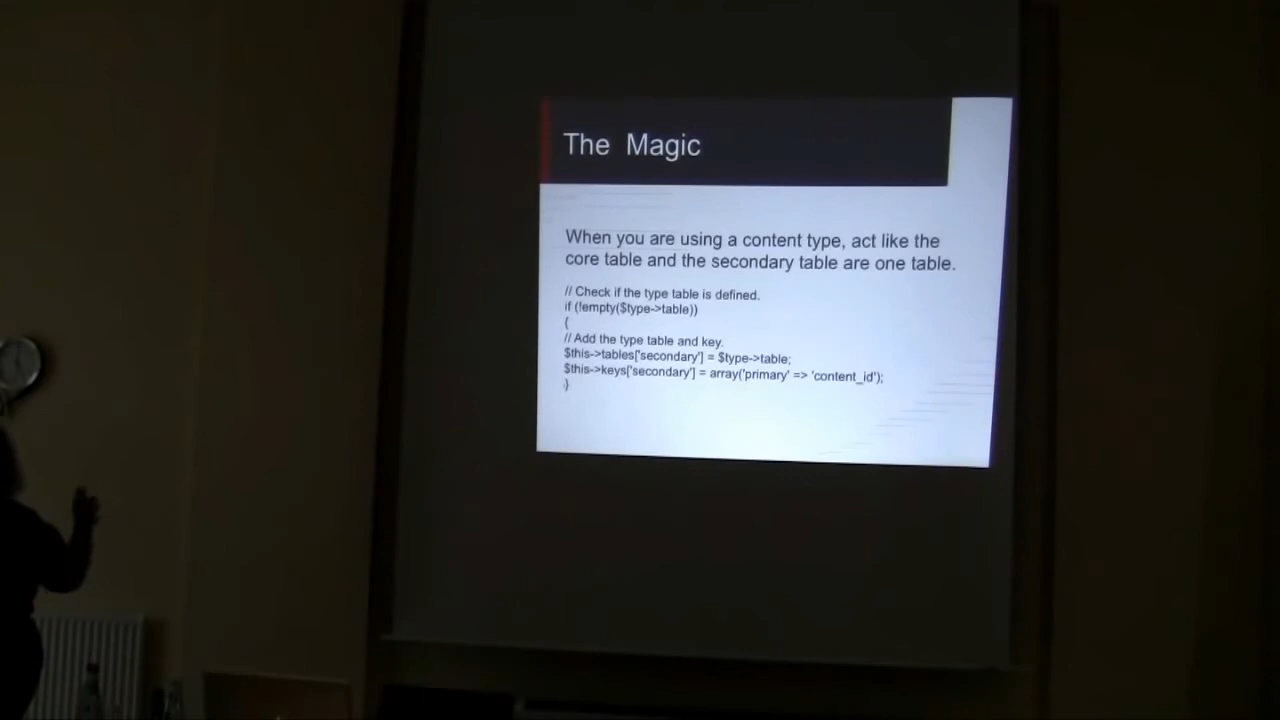 The Magic
When you are using a content type, act like the
core table and the secondary table are one table.
// Check if the type table is defined.
if (!empty($type->table))
{
// Add the type table and key.
$this->tables['secondary'] = $type->table;
$this->keys['secondary'] = array('primary' => 'content_id');
}